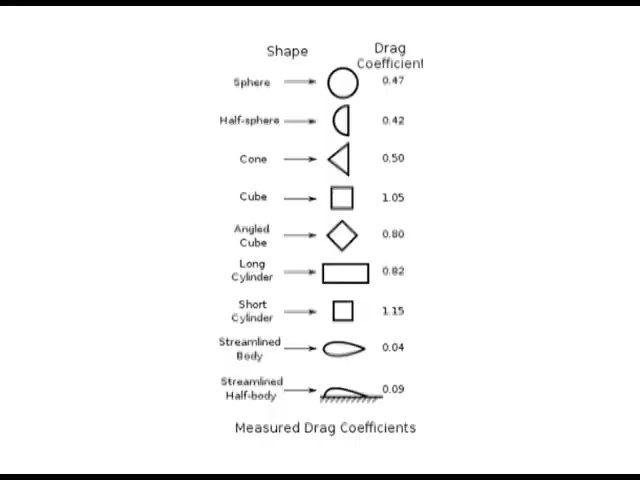 Shape Drag
Coefficient
Sphere 0.47
Half-sphere 0.42
Cone 0.50
Cube 1.05
Angled
Cube 0.80
Long
Cylinder 0.82
Short
Cylinder 1.15
Streamlined
Body 0.04
Streamlined
Half-body 0.09
Measured Drag Coefficients